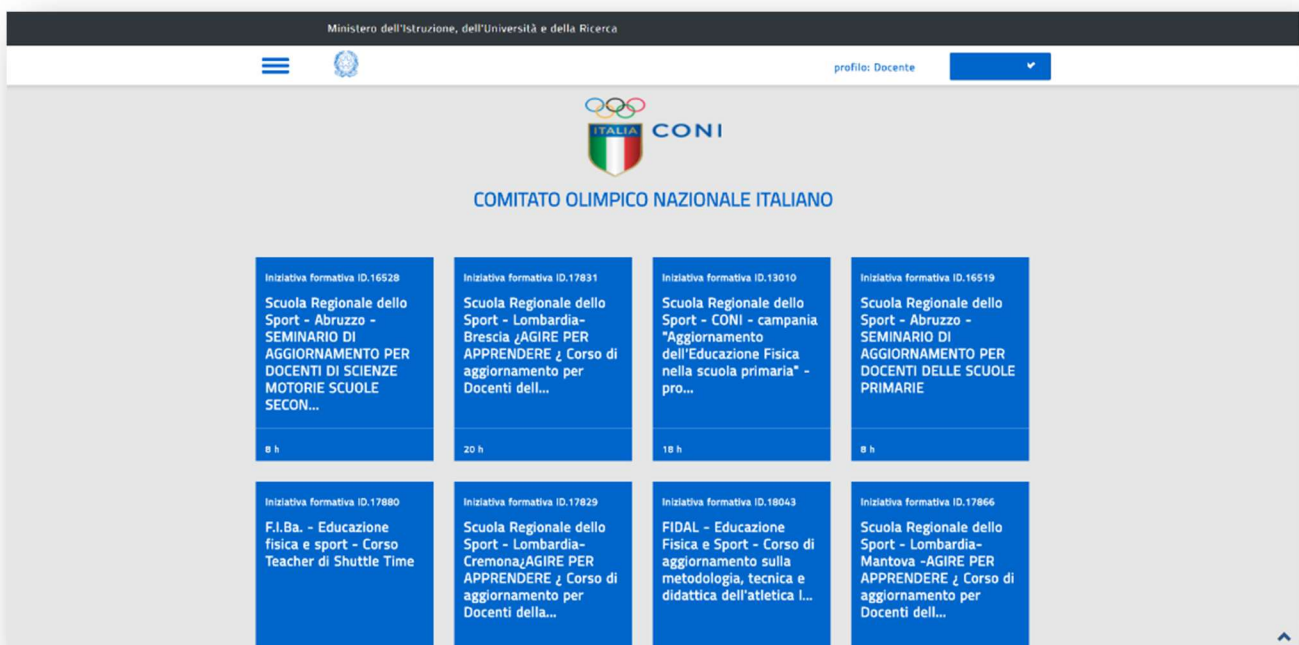 Ministero dell'Istruzione, dell'Università e della Ricerca
profilo: Docente
ITALIA
CONI
COMITATO OLIMPICO NAZIONALE ITALIANO
Iniziativa formativa ID.16528
Scuola Regionale dello
Sport - Abruzzo -
SEMINARIO DI
AGGIORNAMENTO PER
DOCENTI DI SCIENZE
MOTORIE SCUOLE
SECON...
8 h
Iniziativa formativa ID.17831
Scuola Regionale dello
Sport - Lombardia-
Brescia ¿AGIRE PER
APPRENDERE ¿ Corso di
aggiornamento per
Docenti dell...
20 h
Iniziativa formativa ID.13010
Scuola Regionale dello
Sport - CONI - campania
"Aggiornamento
dell'Educazione Fisica
nella scuola primaria" -
pro...
18 h
Iniziativa formativa ID.16519
Scuola Regionale dello
Sport - Abruzzo -
SEMINARIO DI
AGGIORNAMENTO PER
DOCENTI DELLE SCUOLE
PRIMARIE
8 h
Iniziativa formativa ID.17880
F.I.Ba. - Educazione
fisica e sport - Corso
Teacher di Shuttle Time
Iniziativa formativa ID.17829
Scuola Regionale dello
Sport - Lombardia-
Cremona¿AGIRE PER
APPRENDERE ¿ Corso di
aggiornamento per
Docenti della...
Iniziativa formativa ID.18043
FIDAL - Educazione
Fisica e Sport - Corso di
aggiornamento sulla
metodologia, tecnica e
didattica dell'atletica l...
Iniziativa formativa ID.17866
Scuola Regionale dello
Sport - Lombardia-
Mantova -AGIRE PER
APPRENDERE ¿ Corso di
aggiornamento per
Docenti dell...